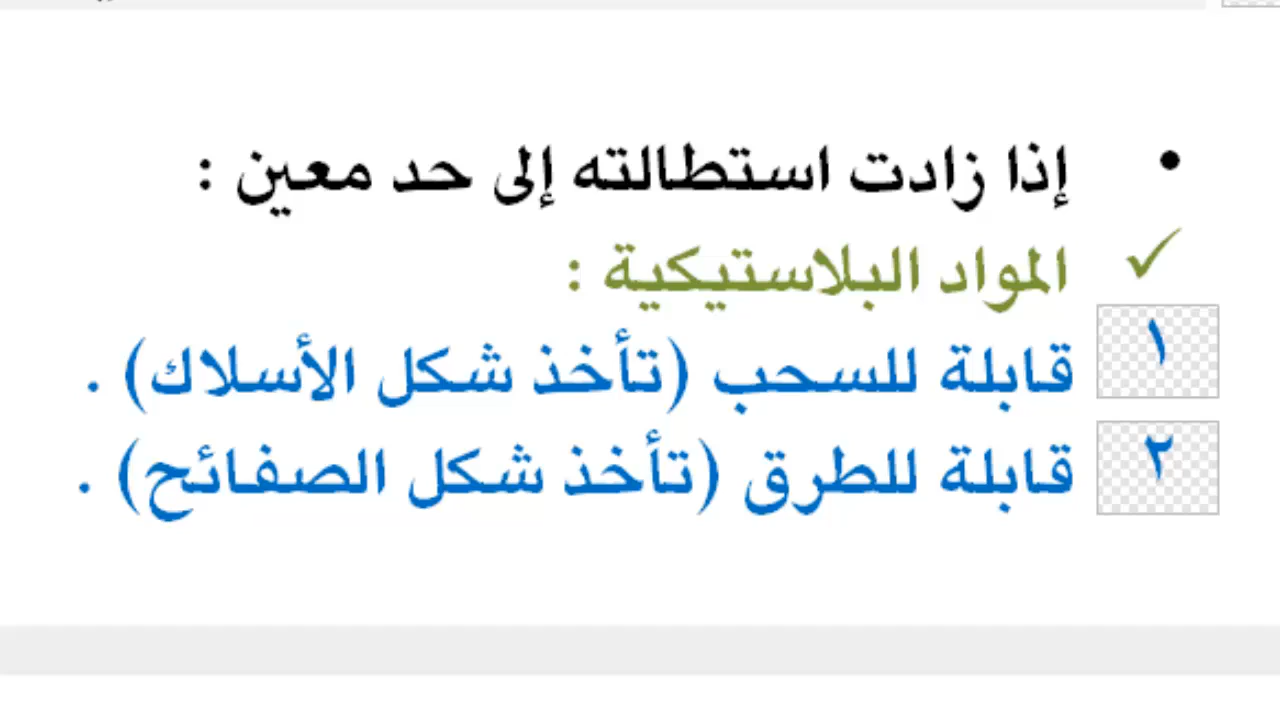 • إذا زادت استطالته إلى حد معين :
✓ المواد البلاستيكية :
١ قابلة للسحب (تأخذ شكل الأسلاك) .
٢ قابلة للطرق (تأخذ شكل الصفائح) .